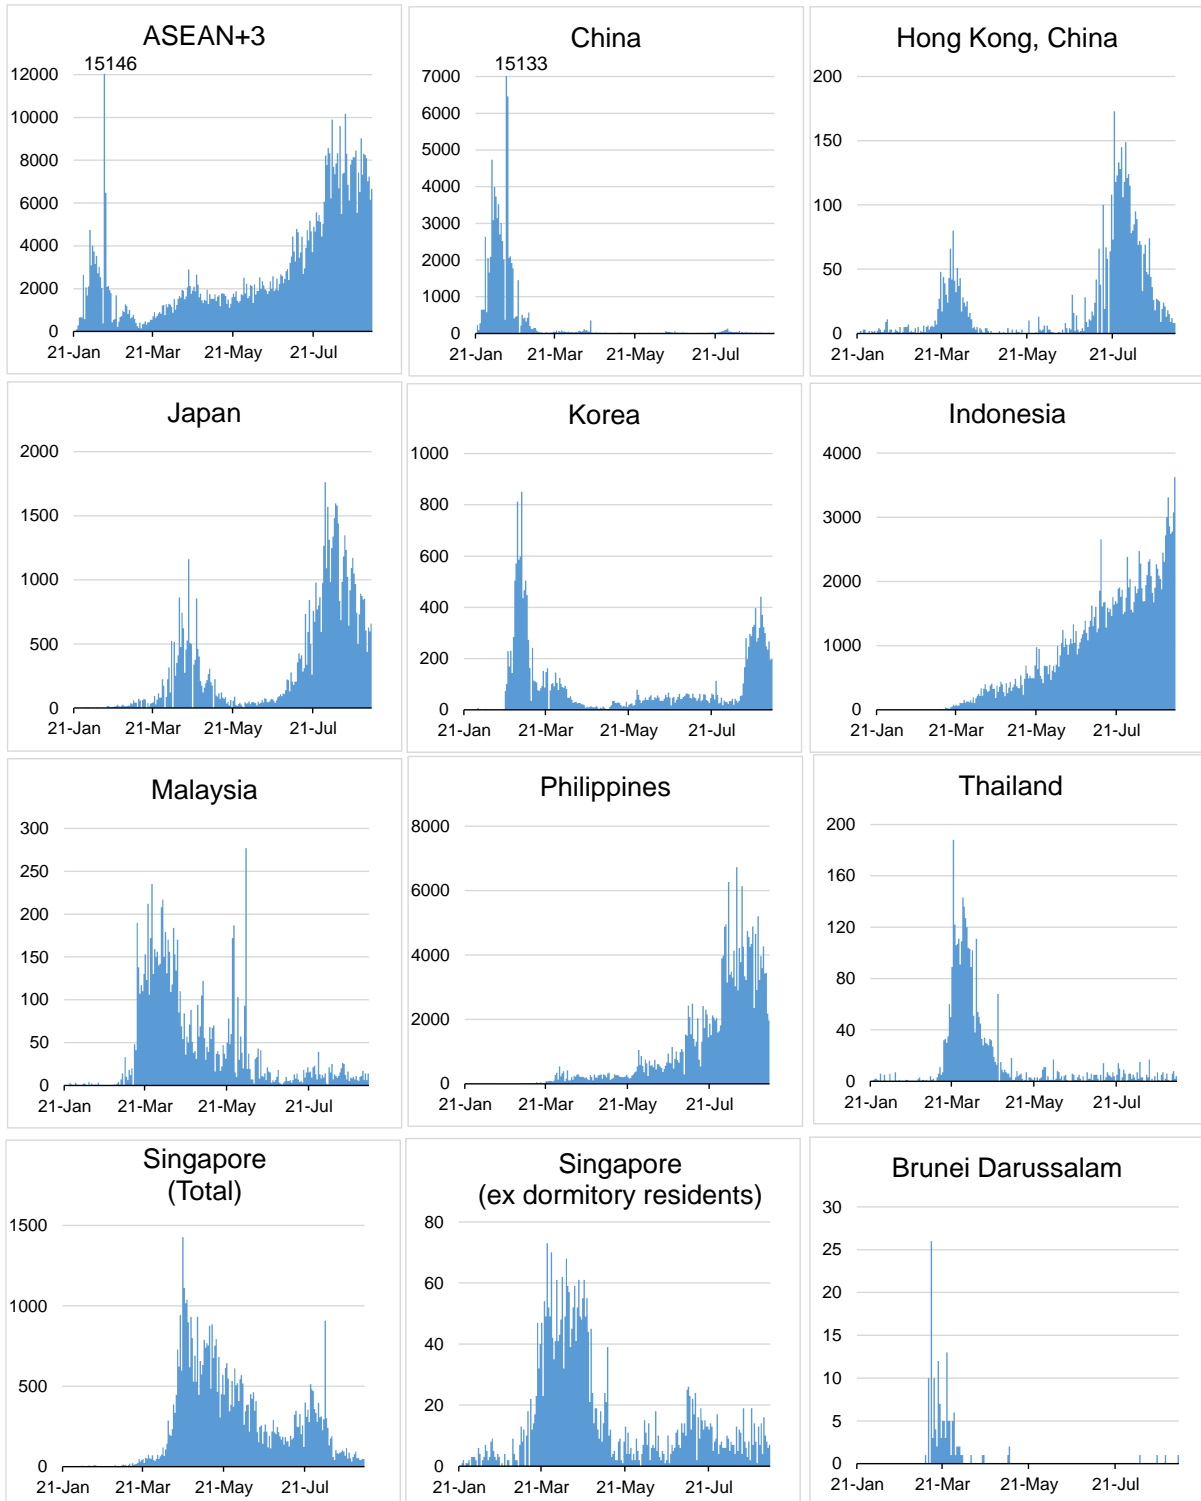 ASEAN+3
15146
12000
10000
8000
6000
4000
2000
0
21-Jan 21-Mar 21-May 21-Jul
China
15133
7000
6000
5000
4000
3000
2000
1000
0
21-Jan 21-Mar 21-May 21-Jul
Hong Kong, China
200
150
100
50
0
21-Jan 21-Mar 21-May 21-Jul
Japan
2000
1500
1000
500
0
21-Jan 21-Mar 21-May 21-Jul
Korea
1000
800
600
400
200
0
21-Jan 21-Mar 21-May 21-Jul
Indonesia
4000
3000
2000
1000
0
21-Jan 21-Mar 21-May 21-Jul
Malaysia
300
250
200
150
100
50
0
21-Jan 21-Mar 21-May 21-Jul
Philippines
8000
6000
4000
2000
0
21-Jan 21-Mar 21-May 21-Jul
Thailand
200
160
120
80
40
0
21-Jan 21-Mar 21-May 21-Jul
Singapore
(Total)
1500
1000
500
0
21-Jan 21-Mar 21-May 21-Jul
Singapore
(ex dormitory residents)
80
60
40
20
0
21-Jan 21-Mar 21-May 21-Jul
Brunei Darussalam
30
25
20
15
10
5
0
21-Jan 21-Mar 21-May 21-Jul